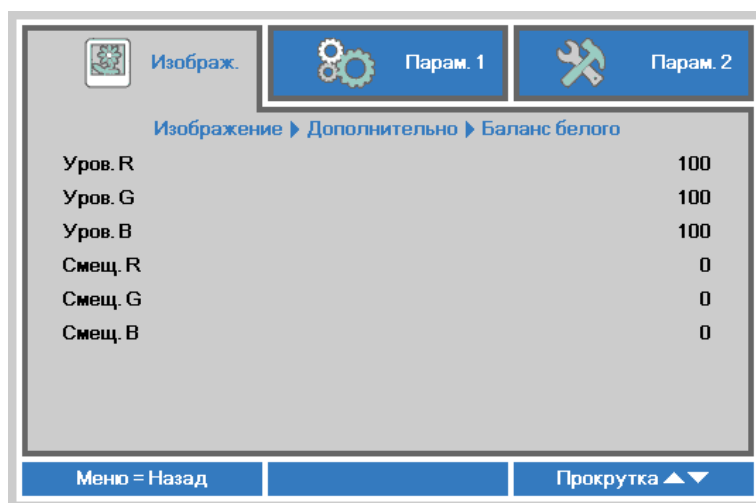 Изображ. Парам. 1 Парам. 2
Изображение Дополнительно Баланс белого
Уров. R 100
Уров. G 100
Уров. B 100
Смещ. R 0
Смещ. G 0
Смещ. B 0
Меню = Назад Прокрутка